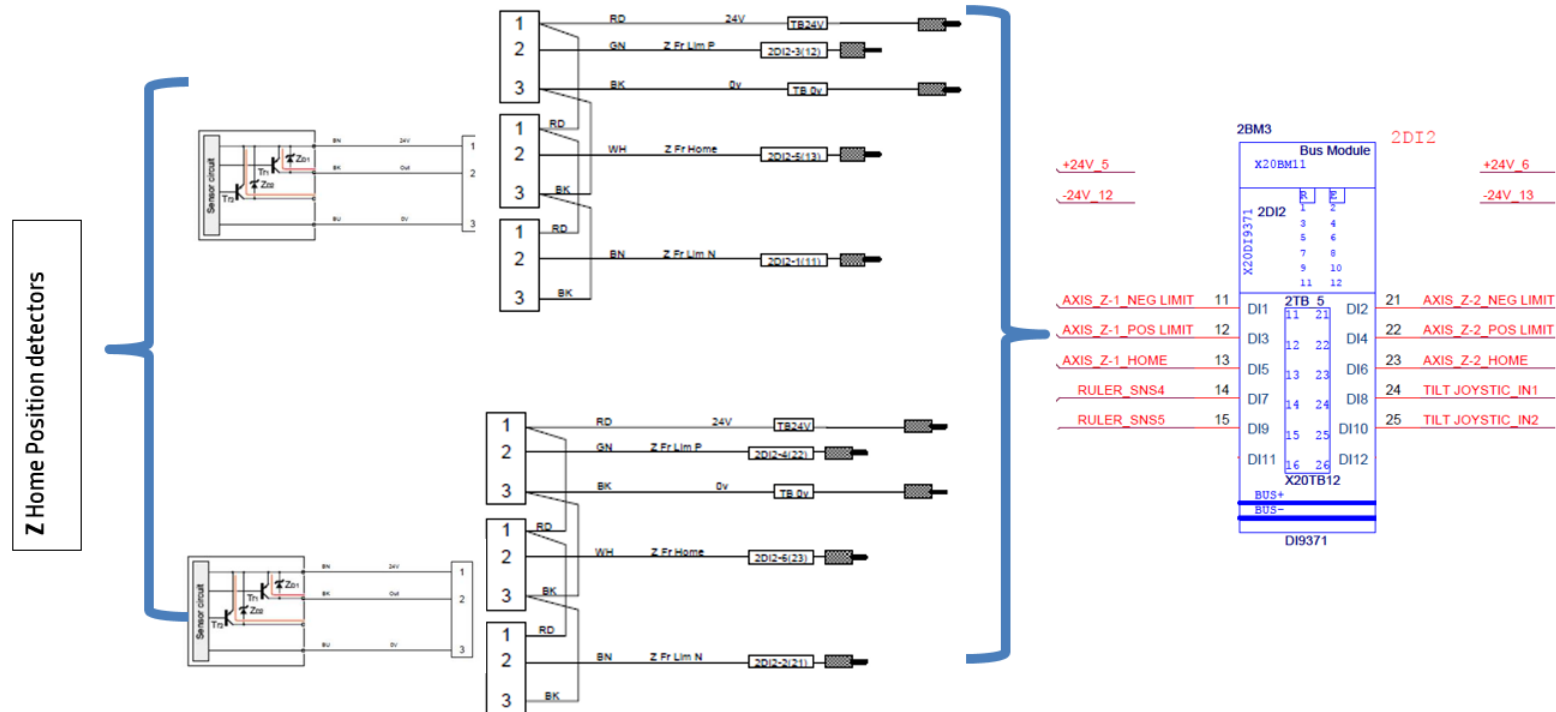 Z Home Position detectors
Sensor circuit
Tr1
Tr2
ZD1
ZD2
BN 24V 1
BK Out 2
BU 0V 3
1 RD 24V TB24V
2 GN Z Fr Lim P 2DI2-3(12)
3 BK 0v TB 0v
1 RD
2 WH Z Fr Home 2DI2-5(13)
3 BK
1 RD
2 BN Z Fr Lim N 2DI2-1(11)
3 BK
Sensor circuit
Tr1
Tr2
ZD1
ZD2
BN 24V 1
BK Out 2
BU 0V 3
1 RD 24V TB24V
2 GN Z Fr Lim P 2DI2-4(22)
3 BK 0v TB 0v
1 RD
2 WH Z Fr Home 2DI2-6(23)
3 BK
1 RD
2 BN Z Fr Lim N 2DI2-2(21)
3 BK
2BM3 2DI2
Bus Module
X20BM11
+24V_5 +24V_6
-24V_12 -24V_13
X20DI9371
2DI2
R E
1 2
3 4
5 6
7 8
9 10
11 12
2TB_5
AXIS_Z-1_NEG LIMIT 11 DI1 11 21 DI2 21 AXIS_Z-2_NEG LIMIT
AXIS_Z-1_POS LIMIT 12 DI3 12 22 DI4 22 AXIS_Z-2_POS LIMIT
AXIS_Z-1_HOME 13 DI5 13 23 DI6 23 AXIS_Z-2_HOME
RULER_SNS4 14 DI7 14 24 DI8 24 TILT JOYSTIC_IN1
RULER_SNS5 15 DI9 15 25 DI10 25 TILT JOYSTIC_IN2
DI11 16 26 DI12
X20TB12
BUS+
BUS-
DI9371